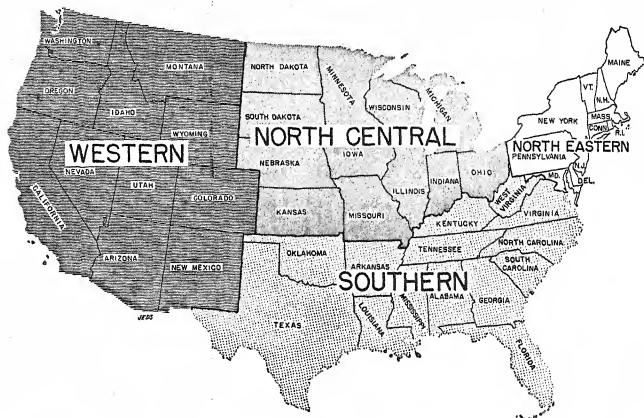 WASHINGTON
MONTANA
OREGON
IDAHO
WYOMING
WESTERN
NEVADA
UTAH
COLORADO
CALIFORNIA
ARIZONA
NEW MEXICO
JEDS
NORTH DAKOTA
MINNESOTA
SOUTH DAKOTA
WISCONSIN
MICHIGAN
NORTH CENTRAL
NEBRASKA
IOWA
ILLINOIS
INDIANA
OHIO
KANSAS
MISSOURI
MAINE
VT.
N.H.
NEW YORK
MASS.
CONN.
R.I.
NORTH EASTERN
PENNSYLVANIA
N.J.
MD.
DEL.
WEST VIRGINIA
VIRGINIA
KENTUCKY
TENNESSEE
NORTH CAROLINA
SOUTH CAROLINA
OKLAHOMA
ARKANSAS
SOUTHERN
TEXAS
LOUISIANA
MISSISSIPPI
ALABAMA
GEORGIA
FLORIDA